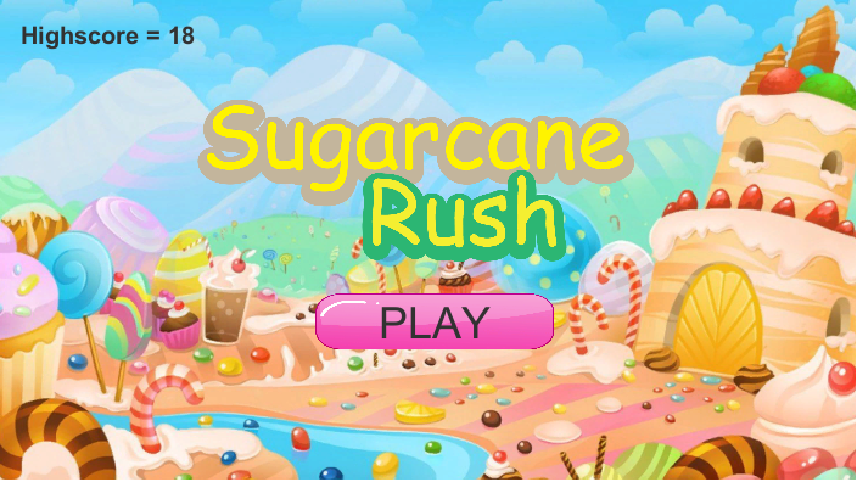 Highscore = 18
Sugarcane
Rush
PLAY